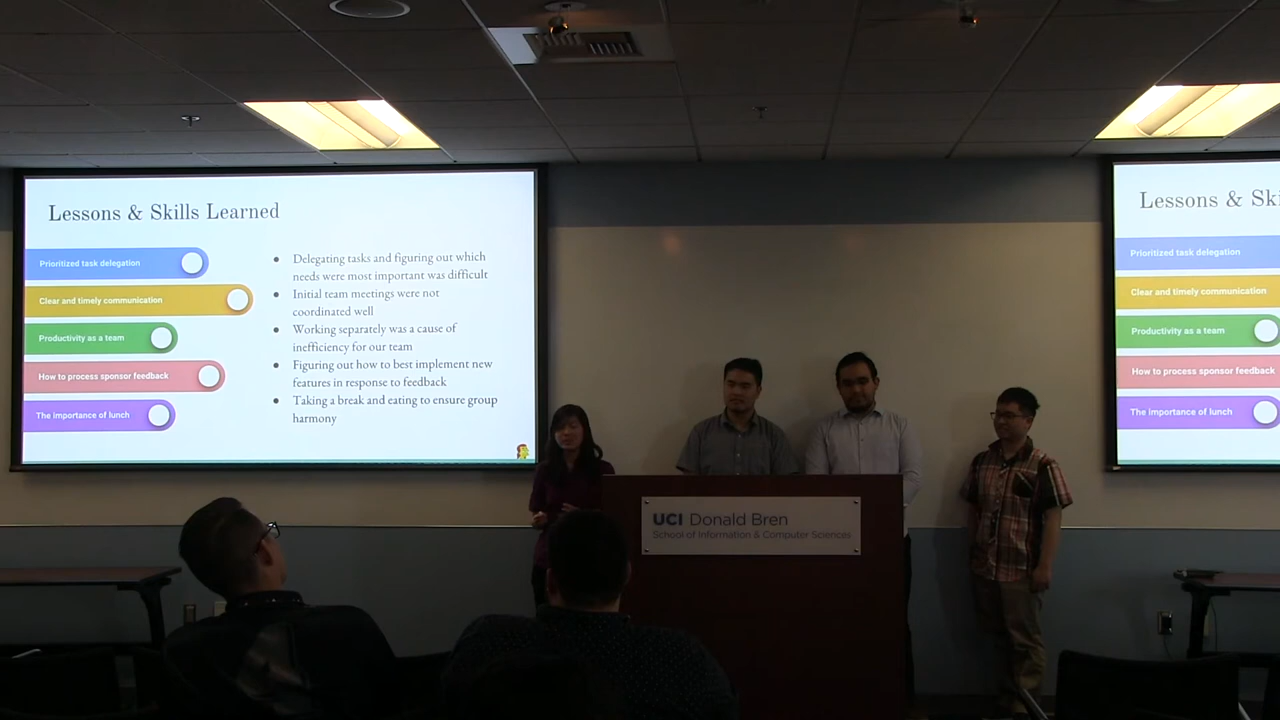 Lessons & Skills Learned
Prioritized task delegation
Clear and timely communication
Productivity as a team
How to process sponsor feedback
The importance of lunch
Delegating tasks and figuring out which
needs were most important was difficult
Initial team meetings were not
coordinated well
Working separately was a cause of
inefficiency for our team
Figuring out how to best implement new
features in response to feedback
Taking a break and eating to ensure group
harmony
UCI Donald Bren
School of Information & Computer Sciences
Lessons & Ski
Prioritized task delegation
Clear and timely communication
Productivity as a team
How to process sponsor feedback
The importance of lunch